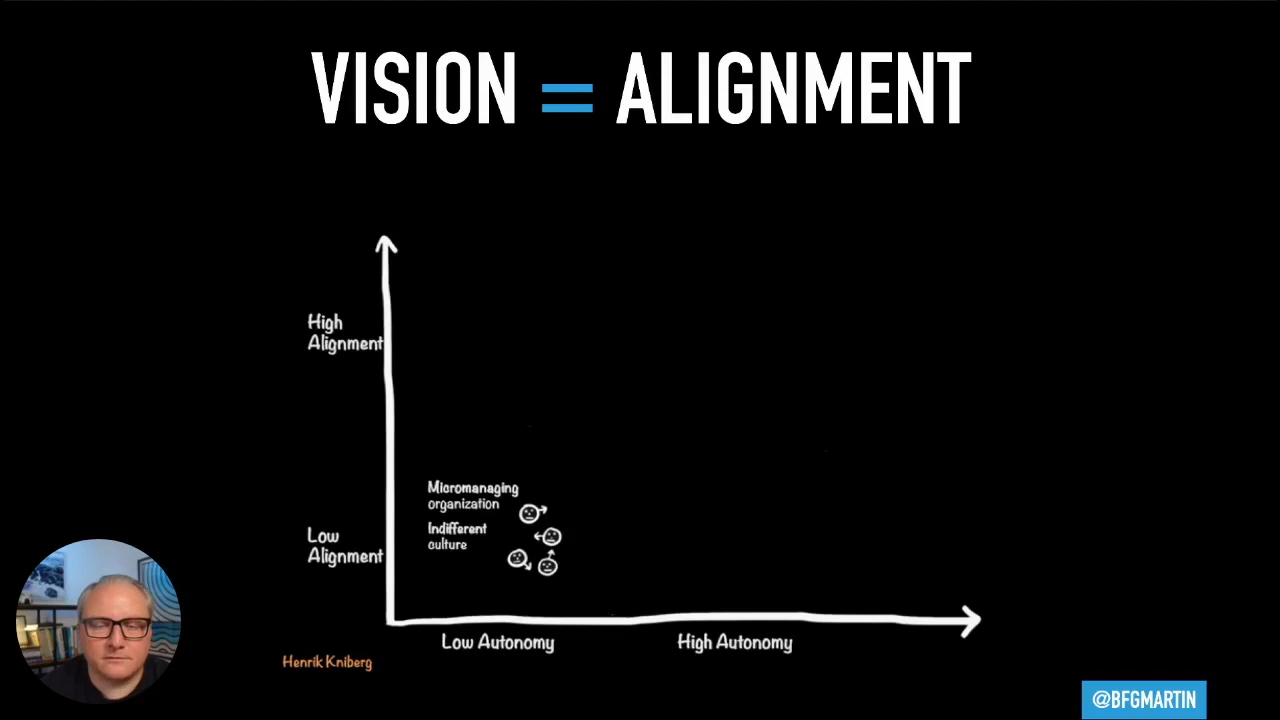 VISION = ALIGNMENT
High
Alignment
Micromanaging
organization
Indifferent
culture
Low
Alignment
Low Autonomy
High Autonomy
Henrik Kniberg
@BFGMARTIN